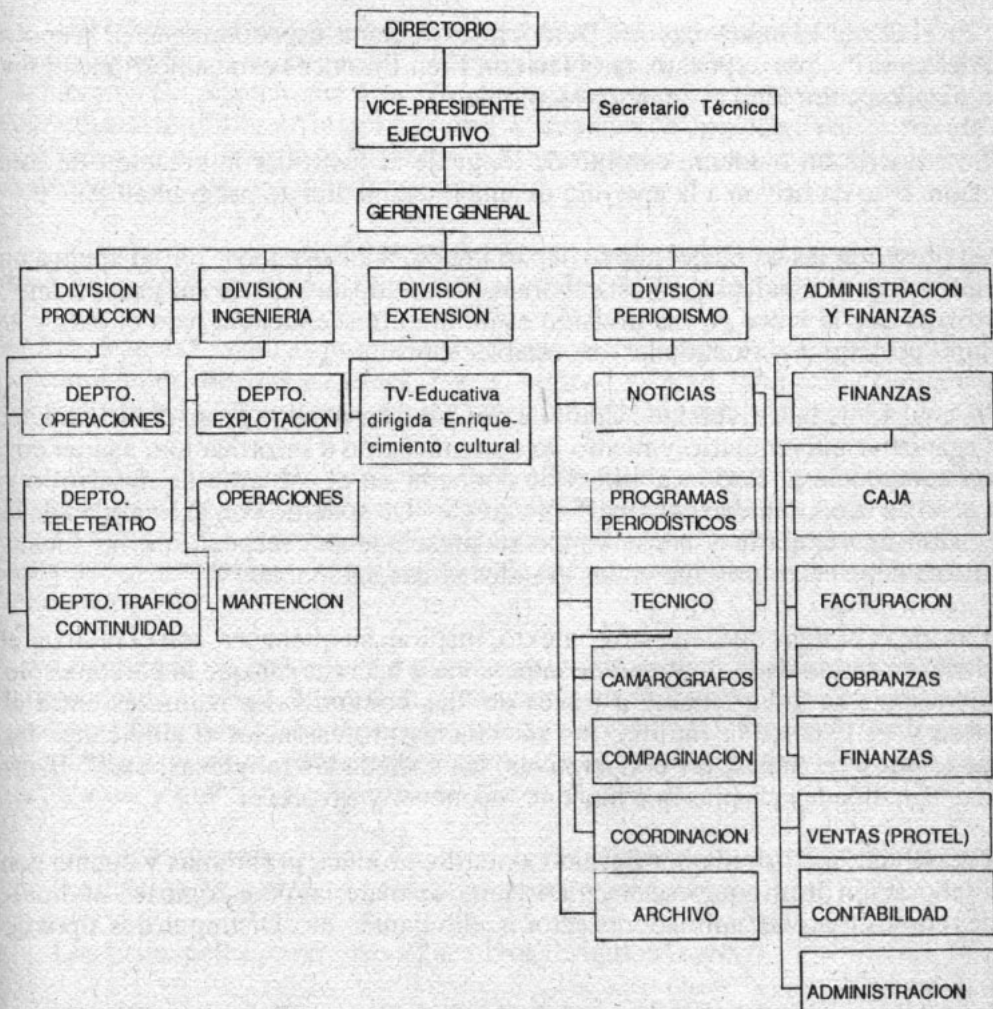 DIRECTORIO
VICE-PRESIDENTE
EJECUTIVO
Secretario Técnico
GERENTE GENERAL
DIVISION
PRODUCCION
DIVISION
INGENIERIA
DIVISION
EXTENSION
DIVISION
PERIODISMO
ADMINISTRACION
Y FINANZAS
DEPTO.
OPERACIONES
DEPTO.
TELETEATRO
DEPTO. TRAFICO
CONTINUIDAD
DEPTO.
EXPLOTACION
OPERACIONES
MANTENCION
TV-Educativa
dirigida Enrique-
cimiento cultural
NOTICIAS
PROGRAMAS
PERIODÍSTICOS
TECNICO
CAMAROGRAFOS
COMPAGINACION
COORDINACION
ARCHIVO
FINANZAS
CAJA
FACTURACION
COBRANZAS
FINANZAS
VENTAS (PROTEL)
CONTABILIDAD
ADMINISTRACION